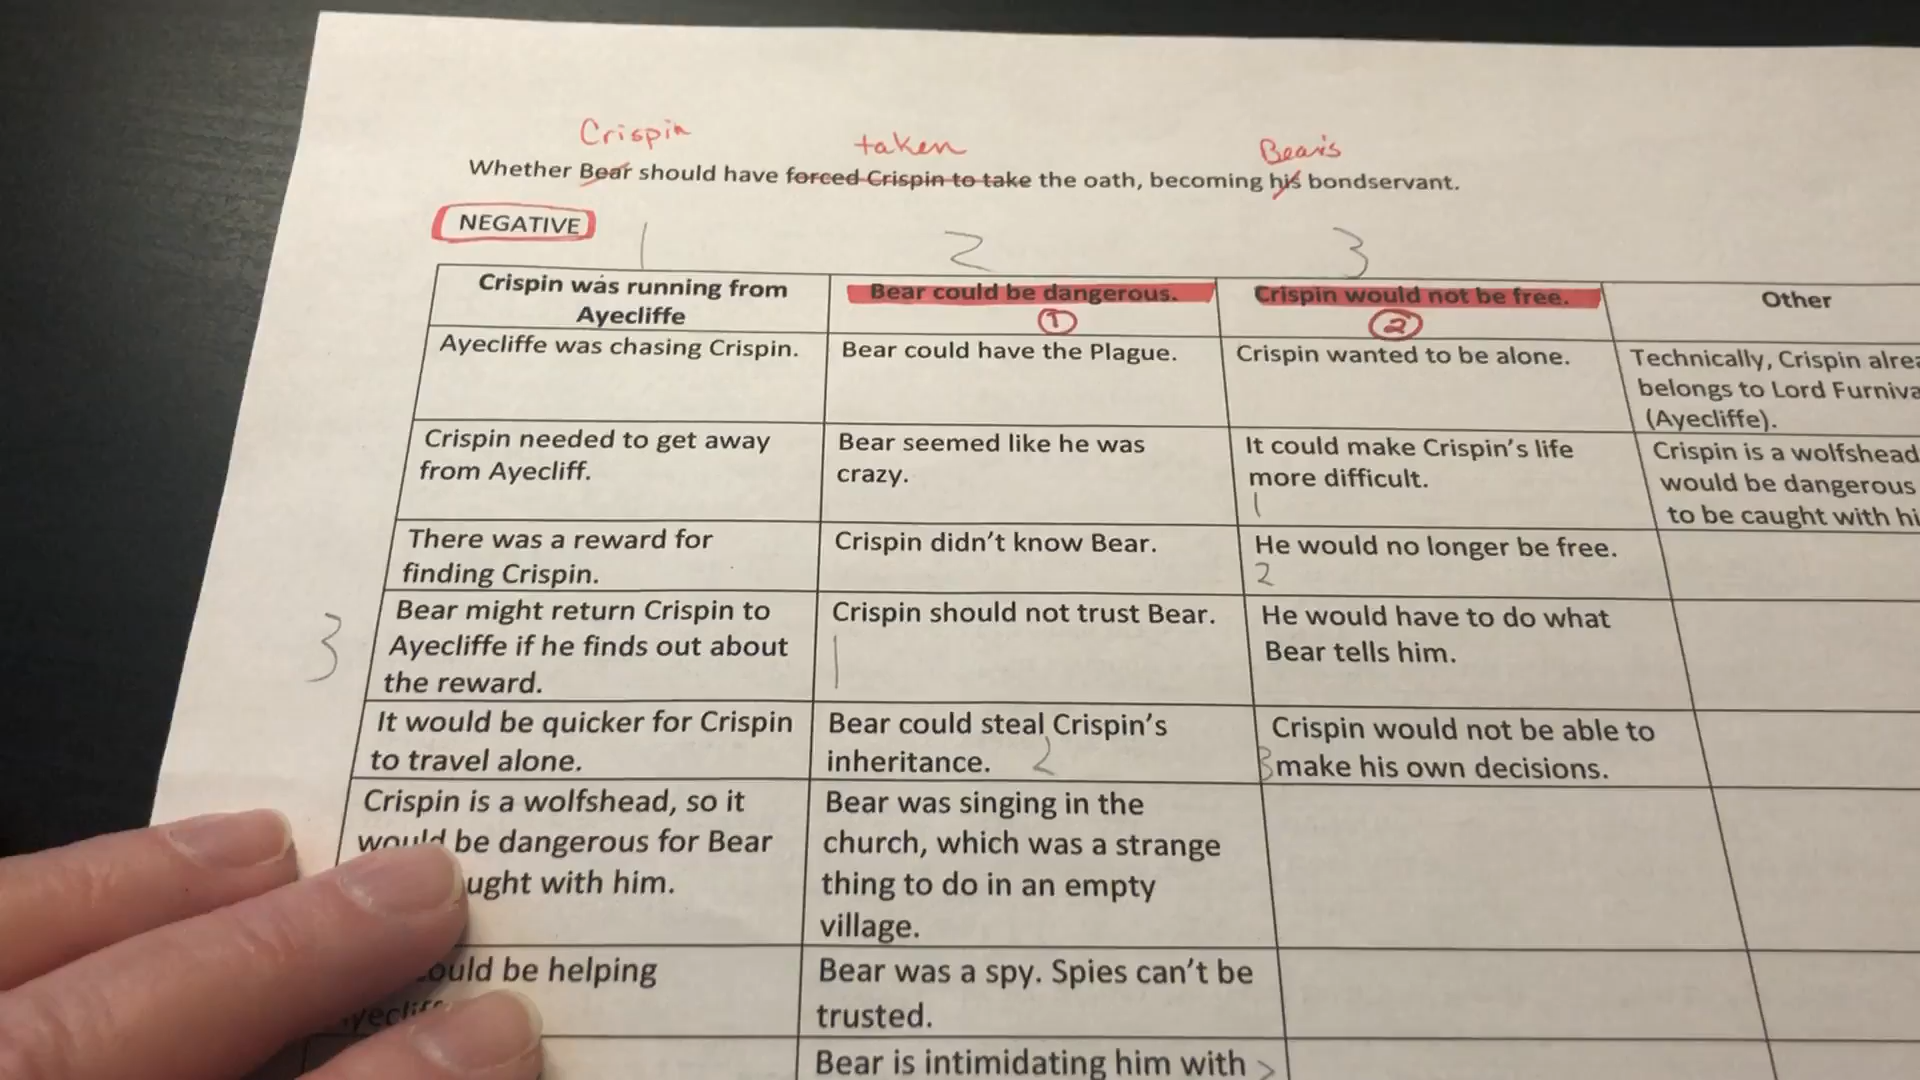 Crispin taken Bear's
Whether Bear should have forced Crispin to take the oath, becoming his bondservant.
NEGATIVE
1 2 3
Crispin was running from
Ayecliffe
Bear could be dangerous.
1
Crispin would not be free.
2
Other
Ayecliffe was chasing Crispin.
Bear could have the Plague.
Crispin wanted to be alone.
Technically, Crispin
belongs to Lord
(Ayecliffe).
Crispin needed to get away
from Ayecliff.
Bear seemed like he was
crazy.
It could make Crispin's life
more difficult.
1
Crispin is a wolfshead
would be dangerous
to be caught with
There was a reward for
finding Crispin.
Crispin didn't know Bear.
He would no longer be free.
2
3
Bear might return Crispin to
Ayecliffe if he finds out about
the reward.
Crispin should not trust Bear.
1
He would have to do what
Bear tells him.
It would be quicker for Crispin
to travel alone.
Bear could steal Crispin's
inheritance. 2
Crispin would not be able to
3 make his own decisions.
Crispin is a wolfshead, so it
would be dangerous for Bear
with him.
Bear was singing in the
church, which was a strange
thing to do in an empty
village.
be helping
Bear was a spy. Spies can't be
trusted.
Bear is intimidating him with